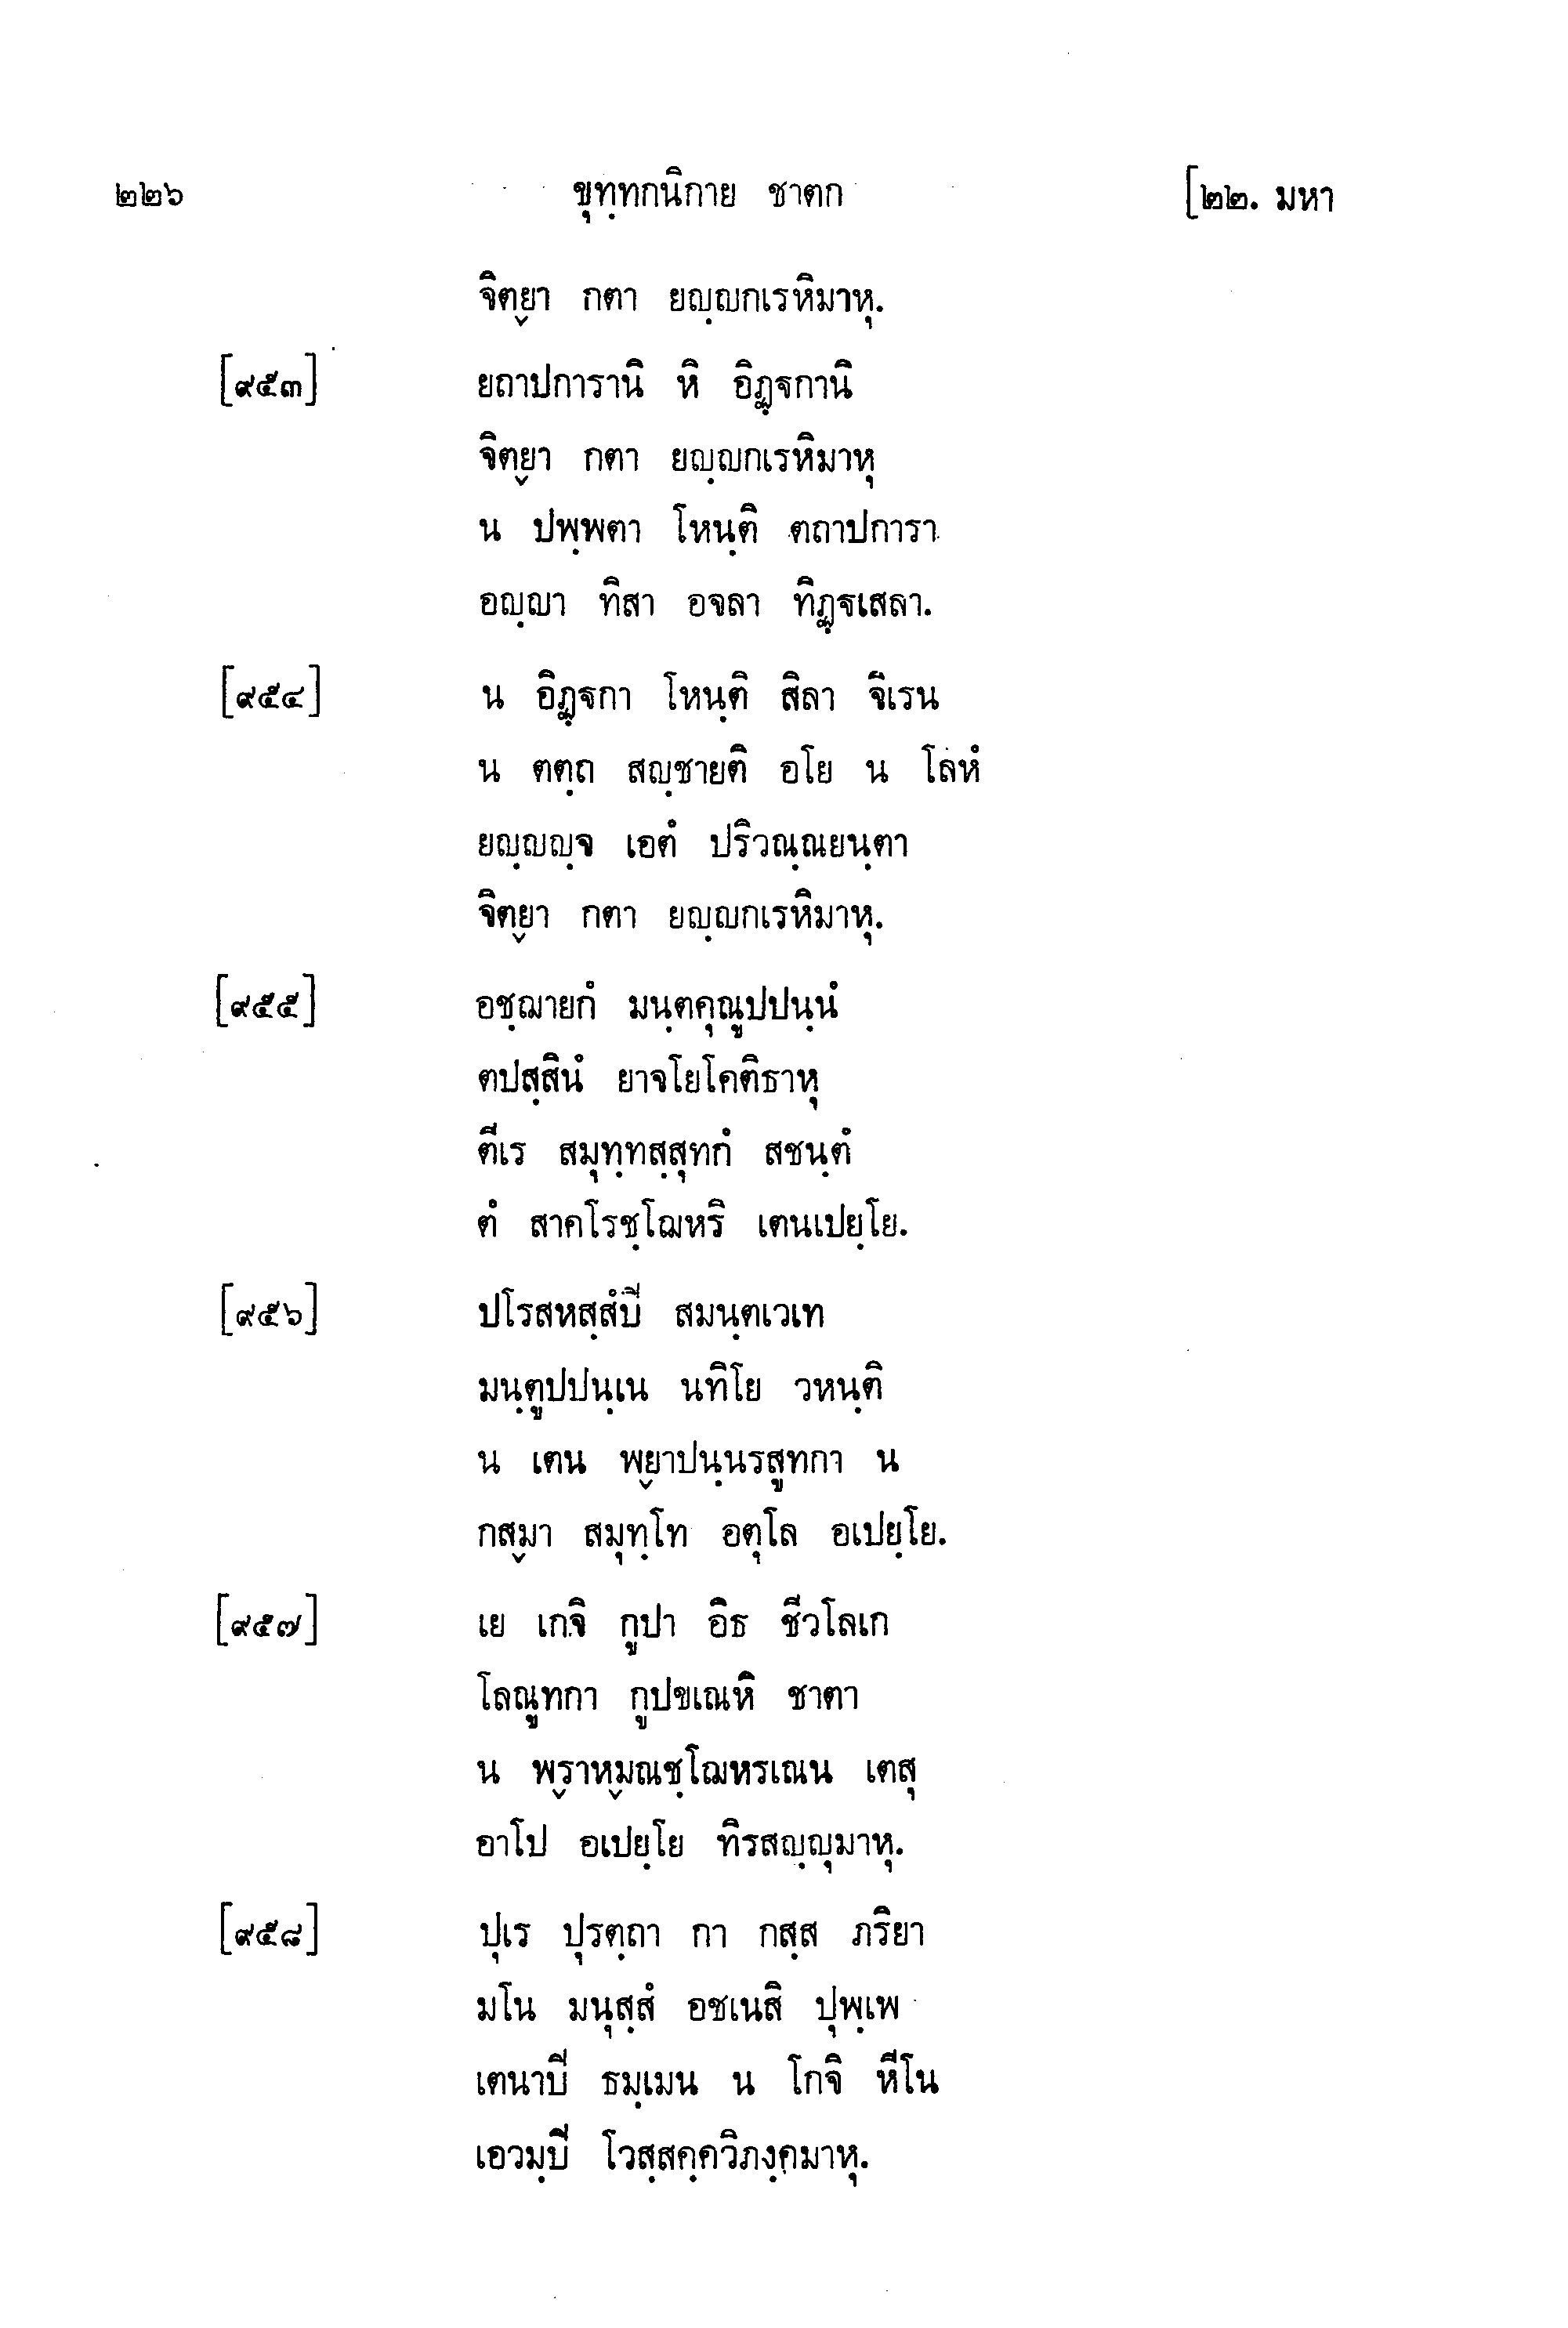 ๒๒๖ ขุทฺทกนิกาย ชาตก [๒๒. มหา
จิตฺยา กตา ยญฺญกเรหิมาหุ.
[๙๕๓] ยถาปการานิ หิ อิฏฺฐกานิ
จิตฺยา กตา ยญฺญกเรหิมาหุ
น ปพฺพตา โหนฺติ ตถาปการา
อญฺญา ทิสา อจลา ทิฏฺฐเสลา.
[๙๕๔] น อิฏฺฐกา โหนฺติ สิลา จิเรน
น ตตฺถ สญฺชายติ อโย น โลหํ
ยญฺญญฺจ เอตํ ปริวณฺณยนฺตา
จิตฺยา กตา ยญฺญกเรหิมาหุ.
[๙๕๕] อชฺฌายกํ มนฺตคุณูปปนฺนํ
ตปสฺสินํ ยาจโยโคติธาหุ
ตีเร สมุทฺทสฺสุทกํ สชนฺตํ
ตํ สาคโรชฺโฌหริ เตนเปยฺโย.
[๙๕๖] ปโรสหสฺสํปิ สมนฺตเวเท
มนฺตูปปนฺเน นทิโย วหนฺติ
น เตน พฺยาปนฺนรสูทกา น
กสฺมา สมุทฺโท อตุโล อเปยฺโย.
[๙๕๗] เย เกจิ กูปา อิธ ชีวโลเก
โลณูทกา กูปขเณหิ ชาตา
น พฺราหฺมณชฺโฌหรเณน เตสุ
อาโป อเปยฺโย ทิรสญฺญุมาหุ.
[๙๕๘] ปุเร ปุรตฺถา กา กสฺส ภริยา
มโน มนุสฺสํ อชเนสิ ปุพฺเพ
เตนาปิ ธมฺเมน น โกจิ หีโน
เอวมฺปิ โวสฺสคฺควิภงฺคมาหุ.